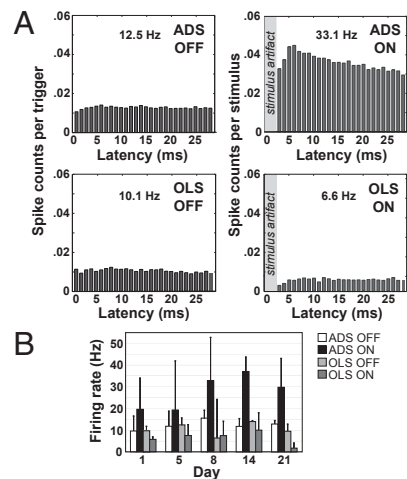 A
Spike counts per trigger
.06
.04
.02
0
12.5 Hz
ADS
OFF
0 5 10 15 20 25
Latency (ms)
Spike counts per stimulus
.06
.04
.02
0
stimulus artifact
33.1 Hz
ADS
ON
0 5 10 15 20 25
Latency (ms)
.06
.04
.02
0
10.1 Hz
OLS
OFF
0 5 10 15 20 25
Latency (ms)
.06
.04
.02
0
stimulus artifact
6.6 Hz
OLS
ON
0 5 10 15 20 25
Latency (ms)
B
Firing rate (Hz)
50
40
30
20
10
0
1 5 8 14 21
Day
ADS OFF
ADS ON
OLS OFF
OLS ON